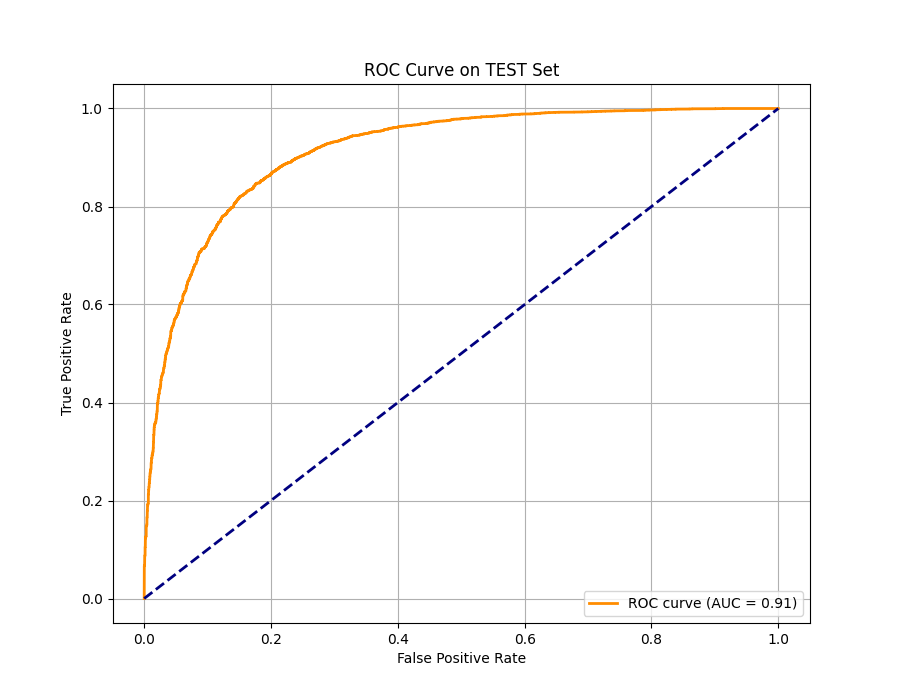 ROC Curve on TEST Set
True Positive Rate
1.0
0.8
0.6
0.4
0.2
0.0
ROC curve (AUC = 0.91)
0.0 0.2 0.4 0.6 0.8 1.0
False Positive Rate